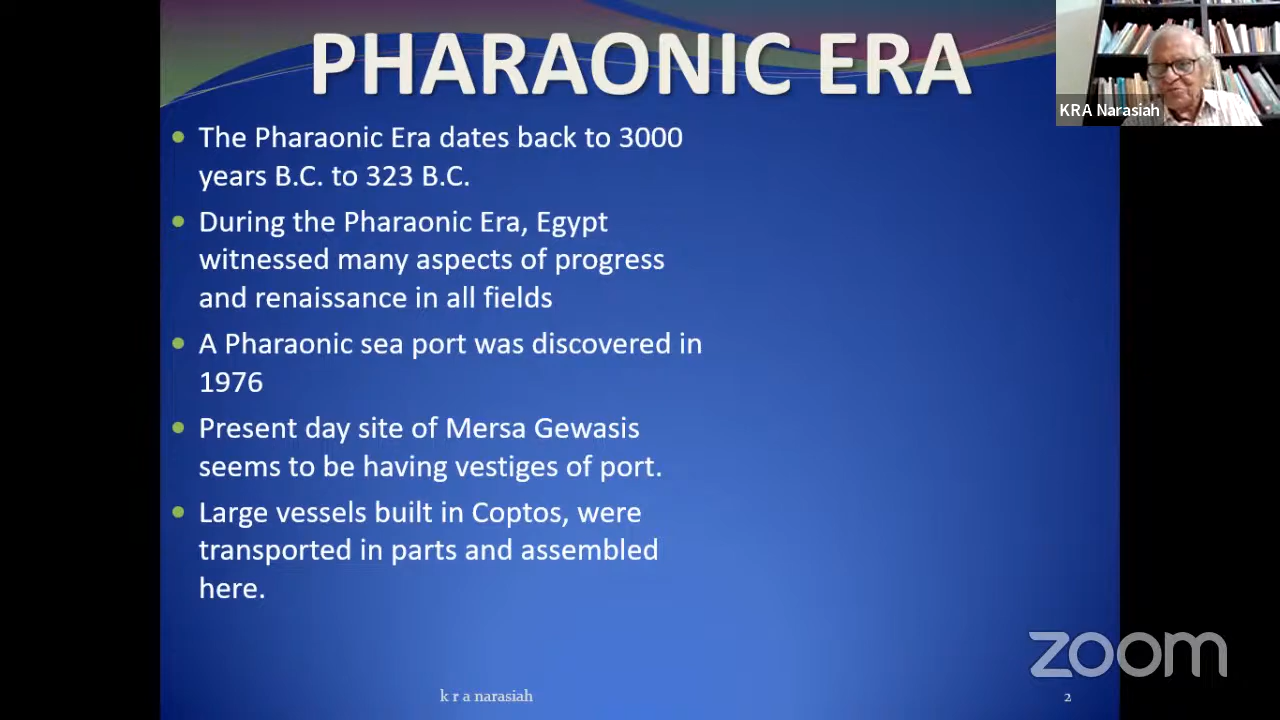 PHARAONIC ERA
KRA Narasiah
The Pharaonic Era dates back to 3000
years B.C. to 323 B.C.
During the Pharaonic Era, Egypt
witnessed many aspects of progress
and renaissance in all fields
A Pharaonic sea port was discovered in
1976
Present day site of Mersa Gewasis
seems to be having vestiges of port.
Large vessels built in Coptos, were
transported in parts and assembled
here.
zoom
k r a narasiah
2